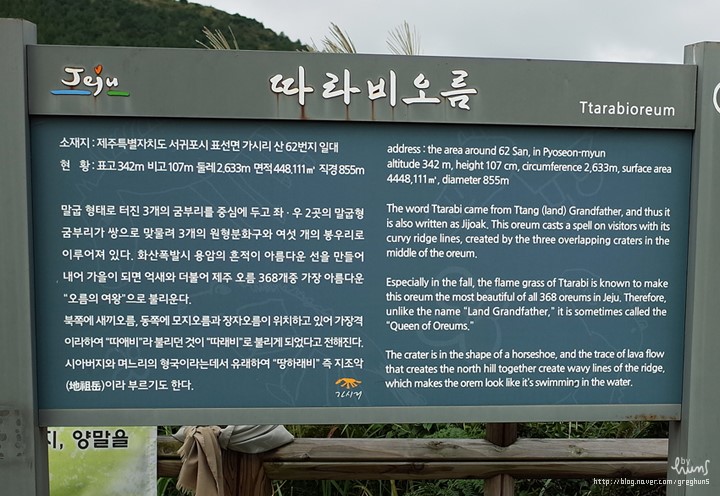 Jeju
따라비오름
Ttarabioreum
소재지 : 제주특별자치도 서귀포시 표선면 가시리 산 62번지 일대
현 황 : 표고 342m 비고 107m 둘레 2,633m 면적 448,111㎡ 직경 855m
말굽 형태로 터진 3개의 굼부리를 중심에 두고 좌 · 우 2곳의 말굽형
굼부리가 쌍으로 맞물려 3개의 원형분화구와 여섯 개의 봉우리로
이루어져 있다. 화산폭발시 용암의 흔적이 아름다운 선을 만들어
내어 가을이 되면 억새와 더불어 제주 오름 368개중 가장 아름다운
"오름의 여왕"으로 불리운다.
북쪽에 새끼오름, 동쪽에 모지오름과 장자오름이 위치하고 있어 가장격
이라하여 "따애비"라 불리던 것이 "따래비"로 불리게 되었다고 전해진다.
시아버지와 며느리의 형국이라는데서 유래하여 "땅하래비" 즉 지조악
(地祖岳)이라 부르기도 한다.
가시리
address : the area around 62 San, in Pyoseon-myun
altitude 342 m, height 107 cm, circumference 2,633m, surface area
4448,111㎡, diameter 855m
The word Ttarabi came from Ttang (land) Grandfather, and thus it
is also written as Jijoak. This oreum casts a spell on visitors with its
curvy ridge lines, created by the three overlapping craters in the
middle of the oreum.
Especially in the fall, the flame grass of Ttarabi is known to make
this oreum the most beautiful of all 368 oreums in Jeju. Therefore,
unlike the name "Land Grandfather," it is sometimes called the
"Queen of Oreums."
The crater is in the shape of a horseshoe, and the trace of lava flow
that creates the north hill together create wavy lines of the ridge,
which makes the orem look like it's swimming in the water.
지, 양말을
by huns
http://blog.naver.com/greghun5